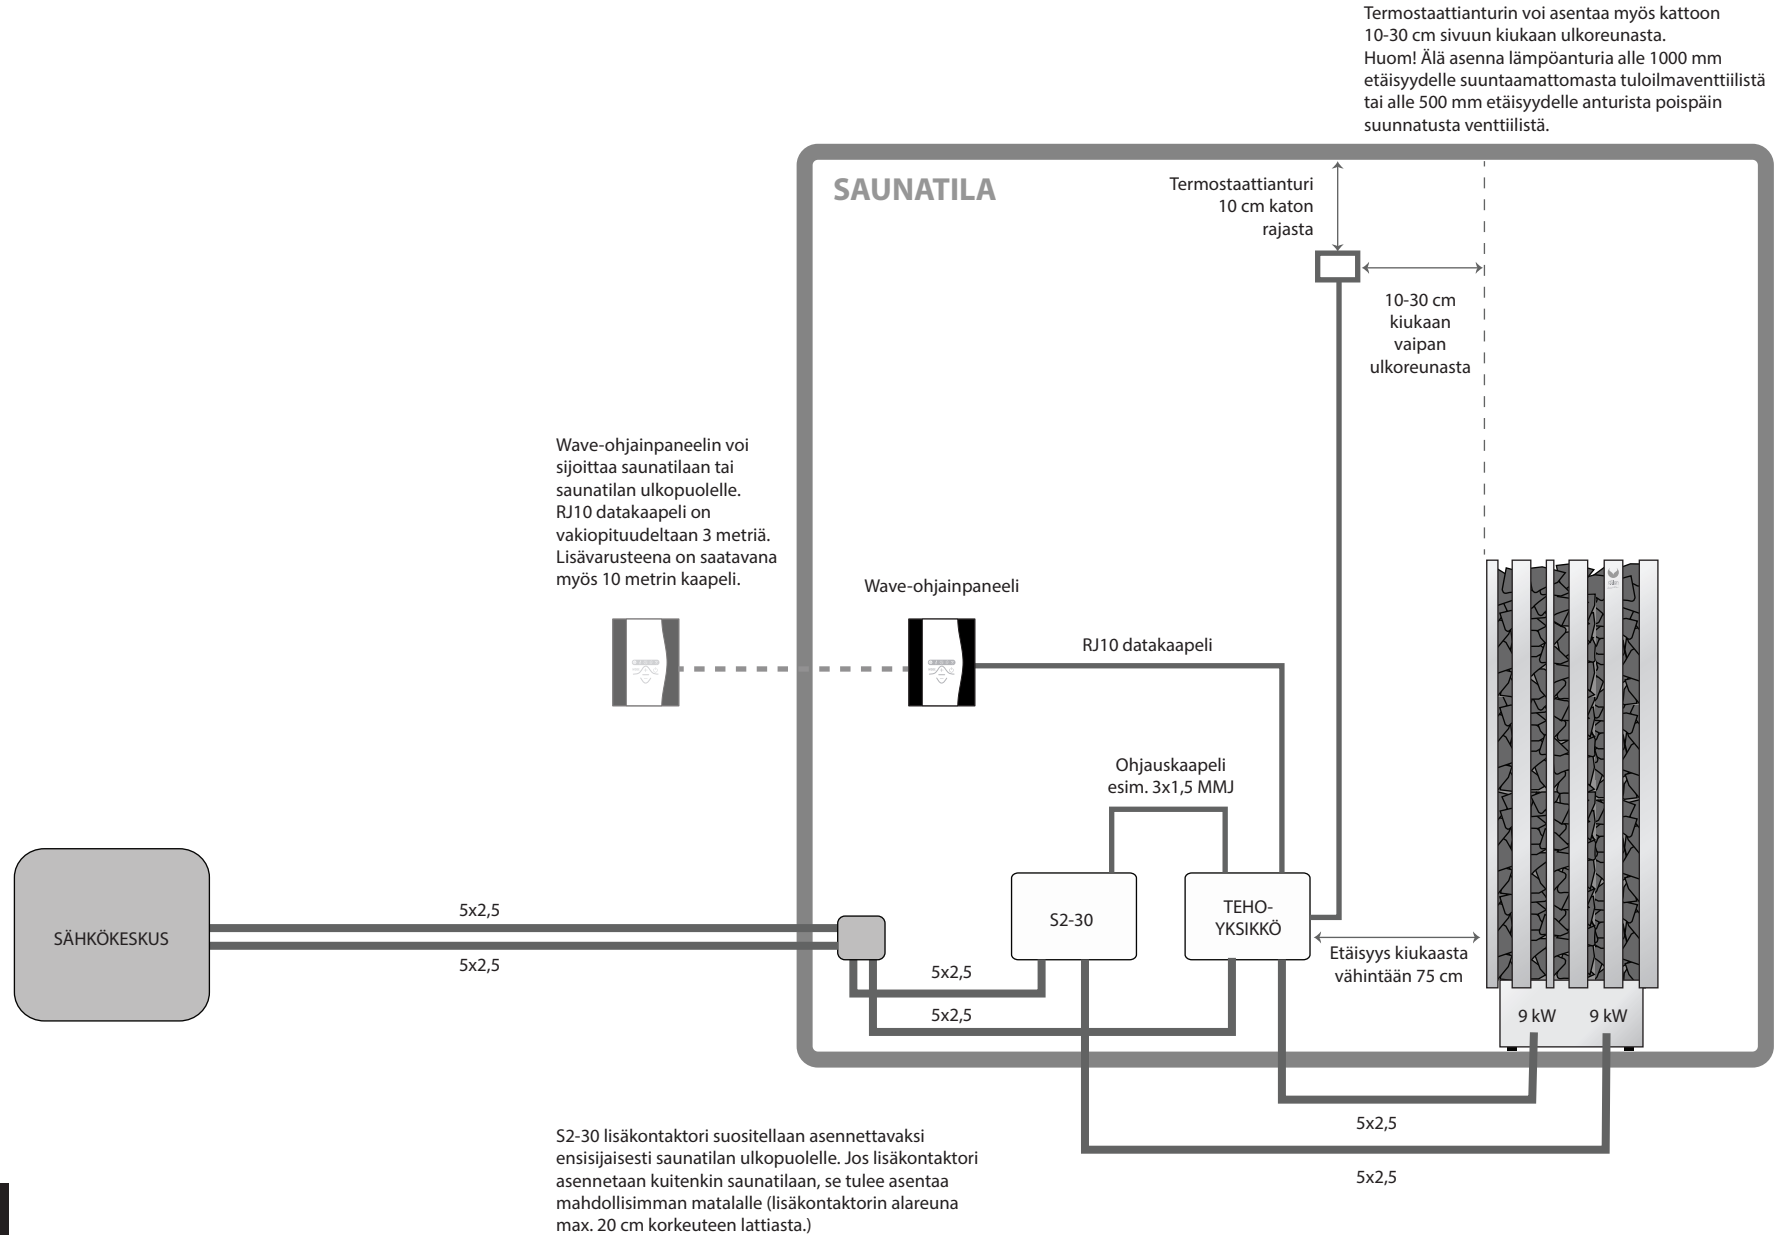 Termostaattianturin voi asentaa myös kattoon
10-30 cm sivuun kiukaan ulkoreunasta.
Huom! Älä asenna lämpöanturia alle 1000 mm
etäisyydelle suuntaamattomasta tuloilmaventtiilistä
tai alle 500 mm etäisyydelle anturista poispäin
suunnatusta venttiilistä.
SAUNATILA
Termostaattianturi
10 cm katon
rajasta
10-30 cm
kiukaan
vaipan
ulkoreunasta
Wave-ohjainpaneelin voi
sijoittaa saunatilaan tai
saunatilan ulkopuolelle.
RJ10 datakaapeli on
vakiopituudeltaan 3 metriä.
Lisävarusteena on saatavana
myös 10 metrin kaapeli.
Wave-ohjainpaneeli
RJ10 datakaapeli
Ohjauskaapeli
esim. 3x1,5 MMJ
SÄHKÖKESKUS
5x2,5
5x2,5
S2-30
TEHO-
YKSIKKÖ
5x2,5
5x2,5
Etäisyys kiukaasta
vähintään 75 cm
9 kW
9 kW
5x2,5
5x2,5
S2-30 lisäkontaktori suositellaan asennettavaksi
ensisijaisesti saunatilan ulkopuolelle. Jos lisäkontaktori
asennetaan kuitenkin saunatilaan, se tulee asentaa
mahdollisimman matalalle (lisäkontaktorin alareuna
max. 20 cm korkeuteen lattiasta.)